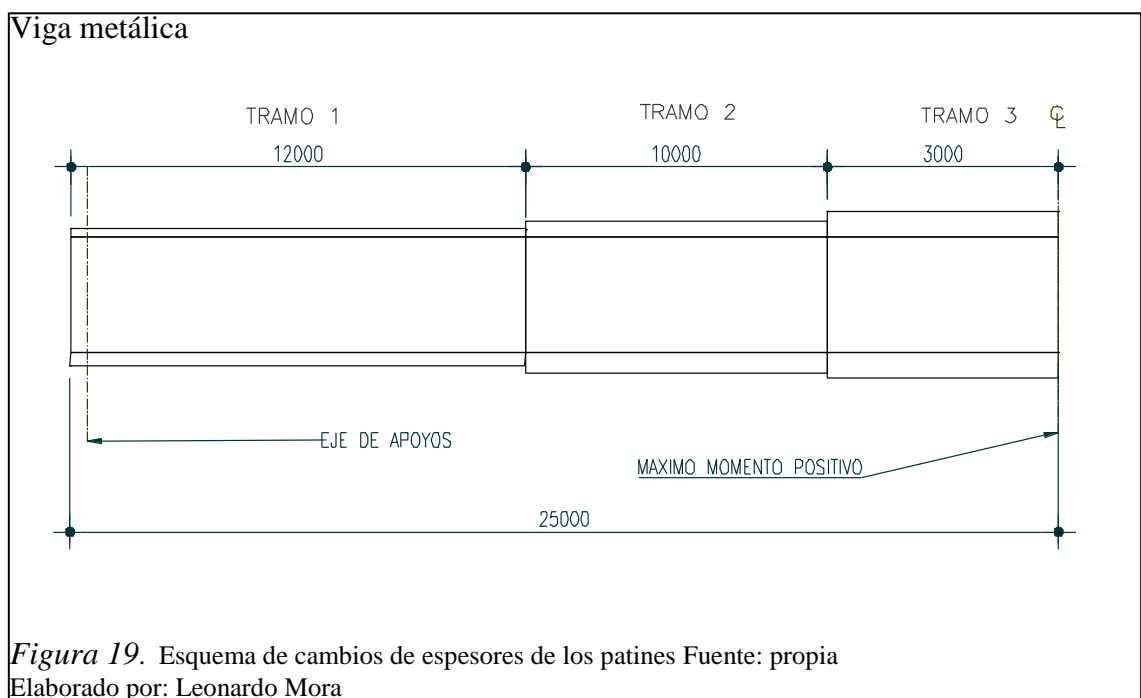 Viga metálica
TRAMO 1
TRAMO 2
TRAMO 3
℄
12000
10000
3000
EJE DE APOYOS
MAXIMO MOMENTO POSITIVO
25000
Figura 19. Esquema de cambios de espesores de los patines Fuente: propia
Elaborado por: Leonardo Mora